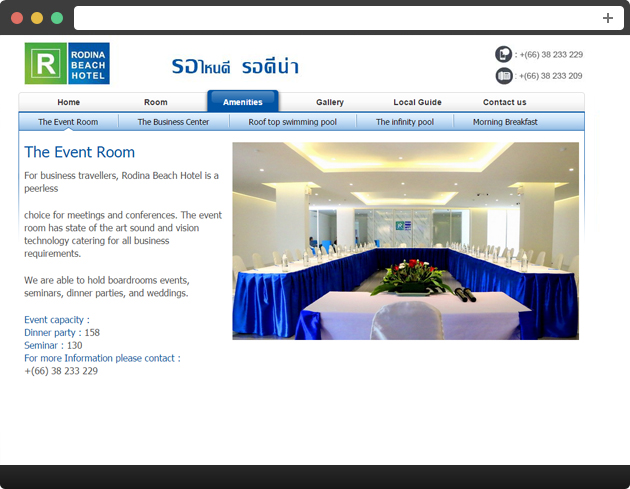 RODINA
BEACH
HOTEL
R
รอไหนดี รอดีน่า
: +(66) 38 233 229
: +(66) 38 233 209
Home Room Amenities Gallery Local Guide Contact us
The Event Room The Business Center Roof top swimming pool The infinity pool Morning Breakfast
The Event Room
For business travellers, Rodina Beach Hotel is a
peerless
choice for meetings and conferences. The event
room has state of the art sound and vision
technology catering for all business
requirements.
We are able to hold boardrooms events,
seminars, dinner parties, and weddings.
Event capacity :
Dinner party : 158
Seminar : 130
For more Information please contact :
+(66) 38 233 229